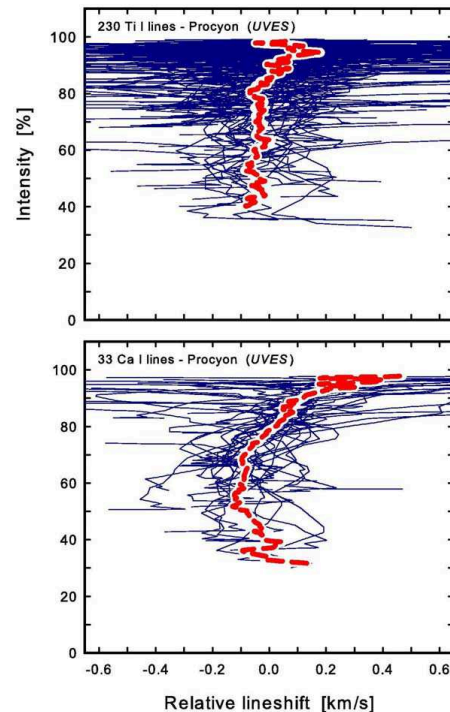 230 Ti I lines - Procyon (UVES)
Intensity [%]
100
80
60
40
20
0
33 Ca I lines - Procyon (UVES)
100
80
60
40
20
0
-0.6 -0.4 -0.2 0.0 0.2 0.4 0.6
Relative lineshift [km/s]